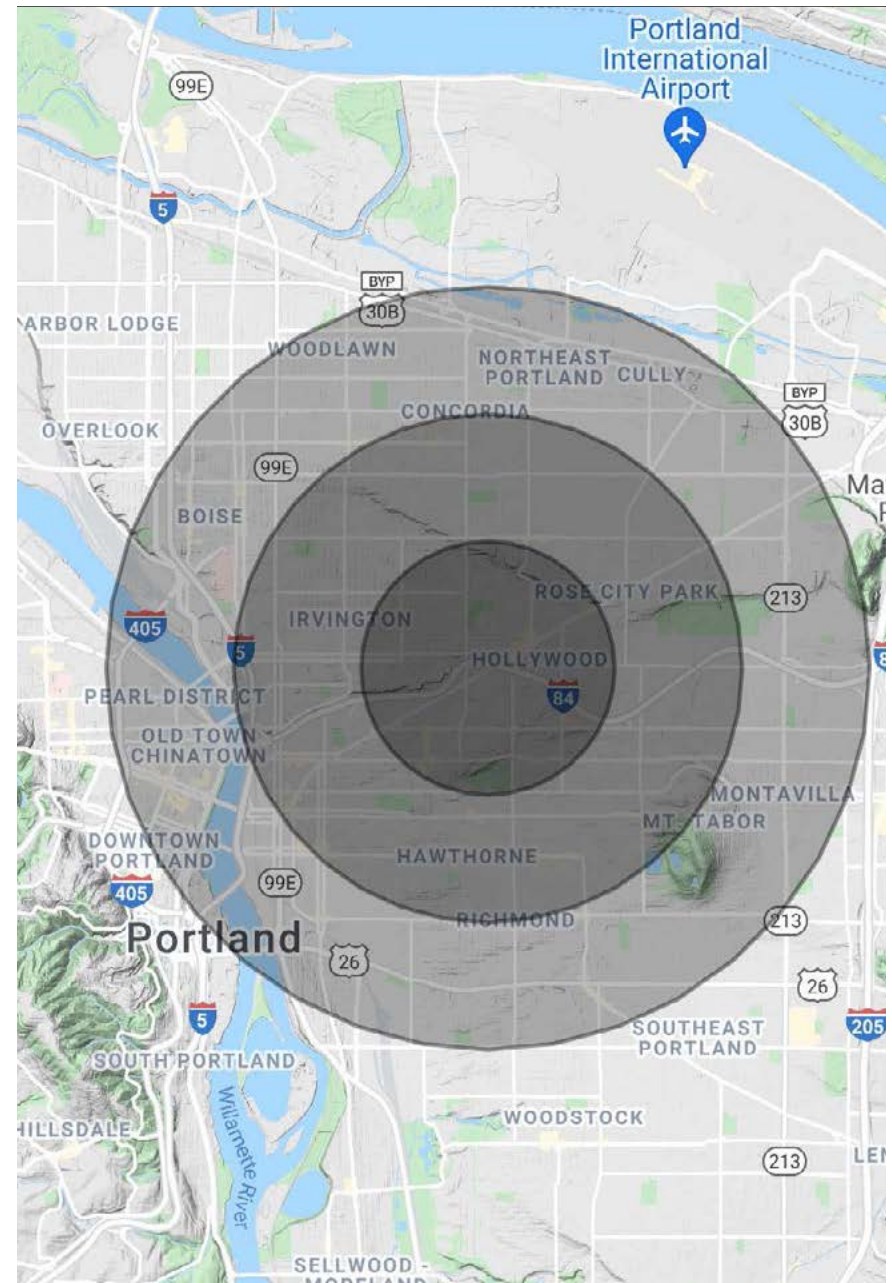 Portland
International
Airport
99E
5
BYP
30B
ARBOR LODGE
WOODLAWN
NORTHEAST
PORTLAND
CULLY
BYP
30B
CONCORDIA
OVERLOOK
99E
Ma
BOISE
ROSE CITY PARK
213
405
IRVINGTON
5
HOLLYWOOD
84
PEARL DISTRICT
OLD TOWN
CHINATOWN
MONTAVILLA
MT. TABOR
DOWNTOWN
PORTLAND
HAWTHORNE
405
99E
RICHMOND
213
Portland
26
26
5
SOUTHEAST
PORTLAND
205
SOUTH PORTLAND
Willamette
River
WOODSTOCK
HILLSDALE
213
LEN
SELLWOOD -